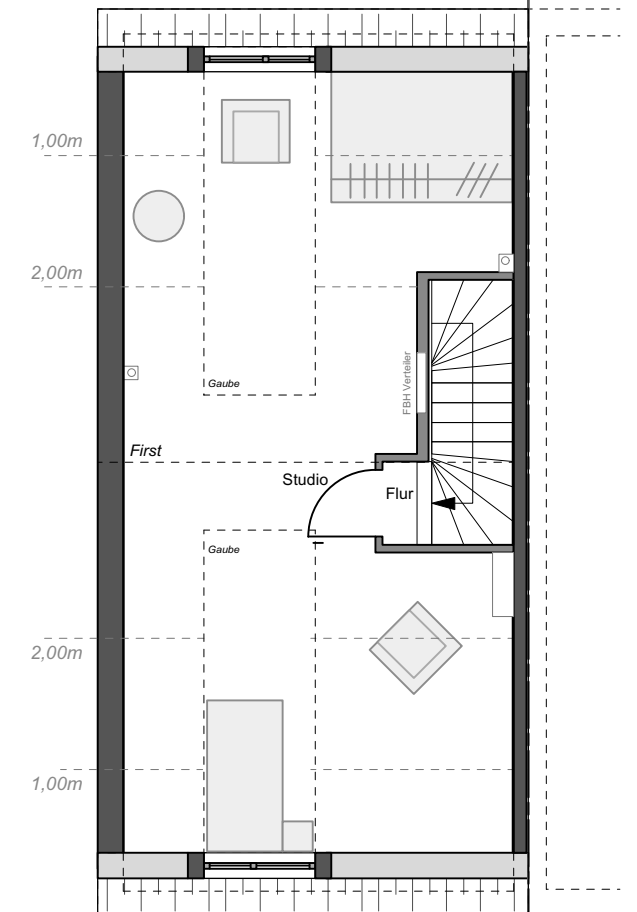 1,00m
2,00m
Gaube
FBH Verteiler
First
Studio
Flur
Gaube
2,00m
1,00m